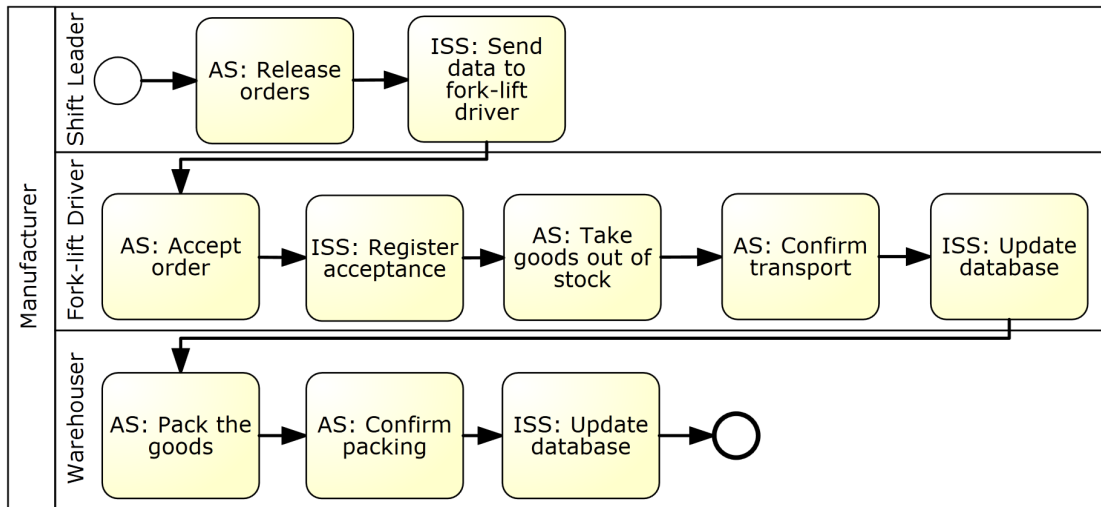 Manufacturer
Shift Leader
AS: Release
orders
ISS: Send
data to
fork-lift
driver
Fork-lift Driver
AS: Accept
order
ISS: Register
acceptance
AS: Take
goods out of
stock
AS: Confirm
transport
ISS: Update
database
Warehouser
AS: Pack the
goods
AS: Confirm
packing
ISS: Update
database